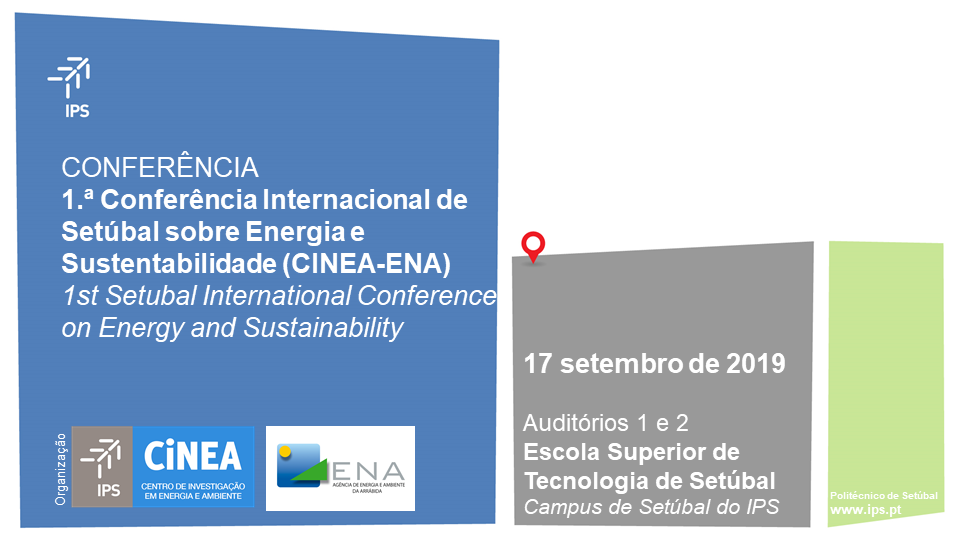 IPS
CONFERÊNCIA
1.ª Conferência Internacional de
Setúbal sobre Energia e
Sustentabilidade (CINEA-ENA)
1st Setubal International Conference
on Energy and Sustainability
Organização
IPS
CiNEA
CENTRO DE INVESTIGAÇÃO
EM ENERGIA E AMBIENTE
ENA
AGÊNCIA DE ENERGIA E AMBIENTE
DA ARRÁBIDA
17 setembro de 2019
Auditórios 1 e 2
Escola Superior de
Tecnologia de Setúbal
Campus de Setúbal do IPS
Politécnico de Setúbal
www.ips.pt